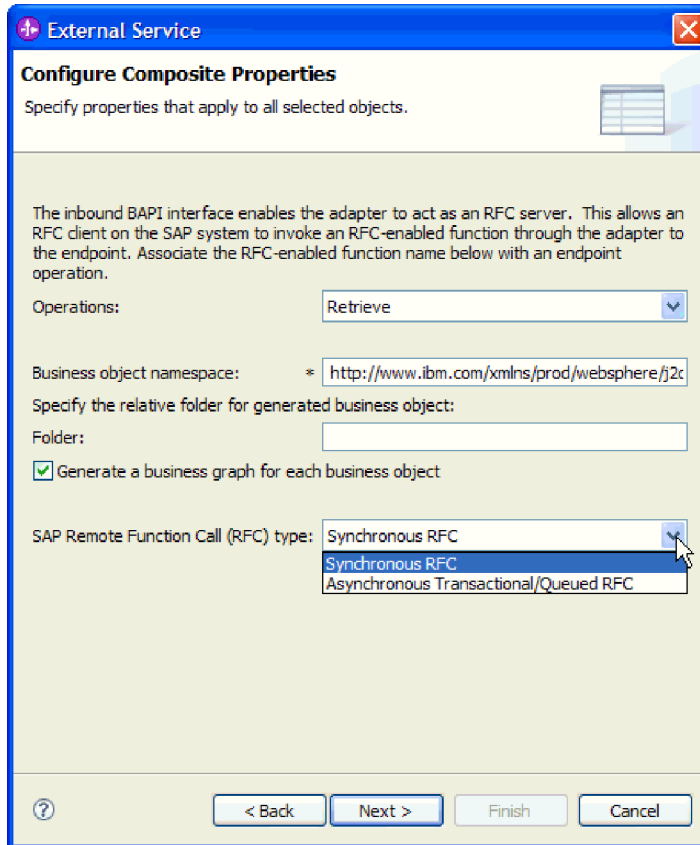 External Service
Configure Composite Properties
Specify properties that apply to all selected objects.
The inbound BAPI interface enables the adapter to act as an RFC server. This allows an
RFC client on the SAP system to invoke an RFC-enabled function through the adapter to
the endpoint. Associate the RFC-enabled function name below with an endpoint
operation.
Operations: Retrieve
Business object namespace: * http://www.ibm.com/xmlns/prod/websphere/j2c
Specify the relative folder for generated business object:
Folder:
Generate a business graph for each business object
SAP Remote Function Call (RFC) type: Synchronous RFC
Synchronous RFC
Asynchronous Transactional/Queued RFC
? < Back Next > Finish Cancel